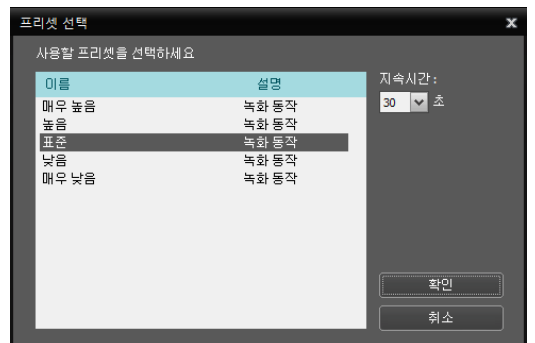 프리셋 선택 x
사용할 프리셋을 선택하세요
이름 설명
매우 높음 녹화 동작
높음 녹화 동작
표준 녹화 동작
낮음 녹화 동작
매우 낮음 녹화 동작
지속시간:
30 초
확인
취소